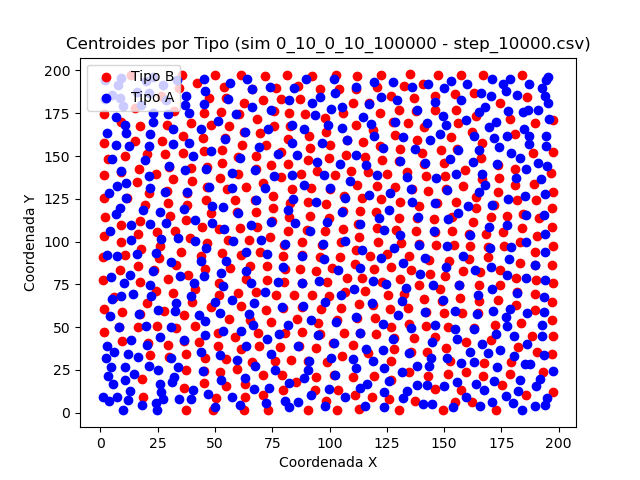 Centroides por Tipo (sim 0_10_0_10_100000 - step_10000.csv)
Tipo B
Tipo A
Coordenada Y
200
175
150
125
100
75
50
25
0
0 25 50 75 100 125 150 175 200
Coordenada X